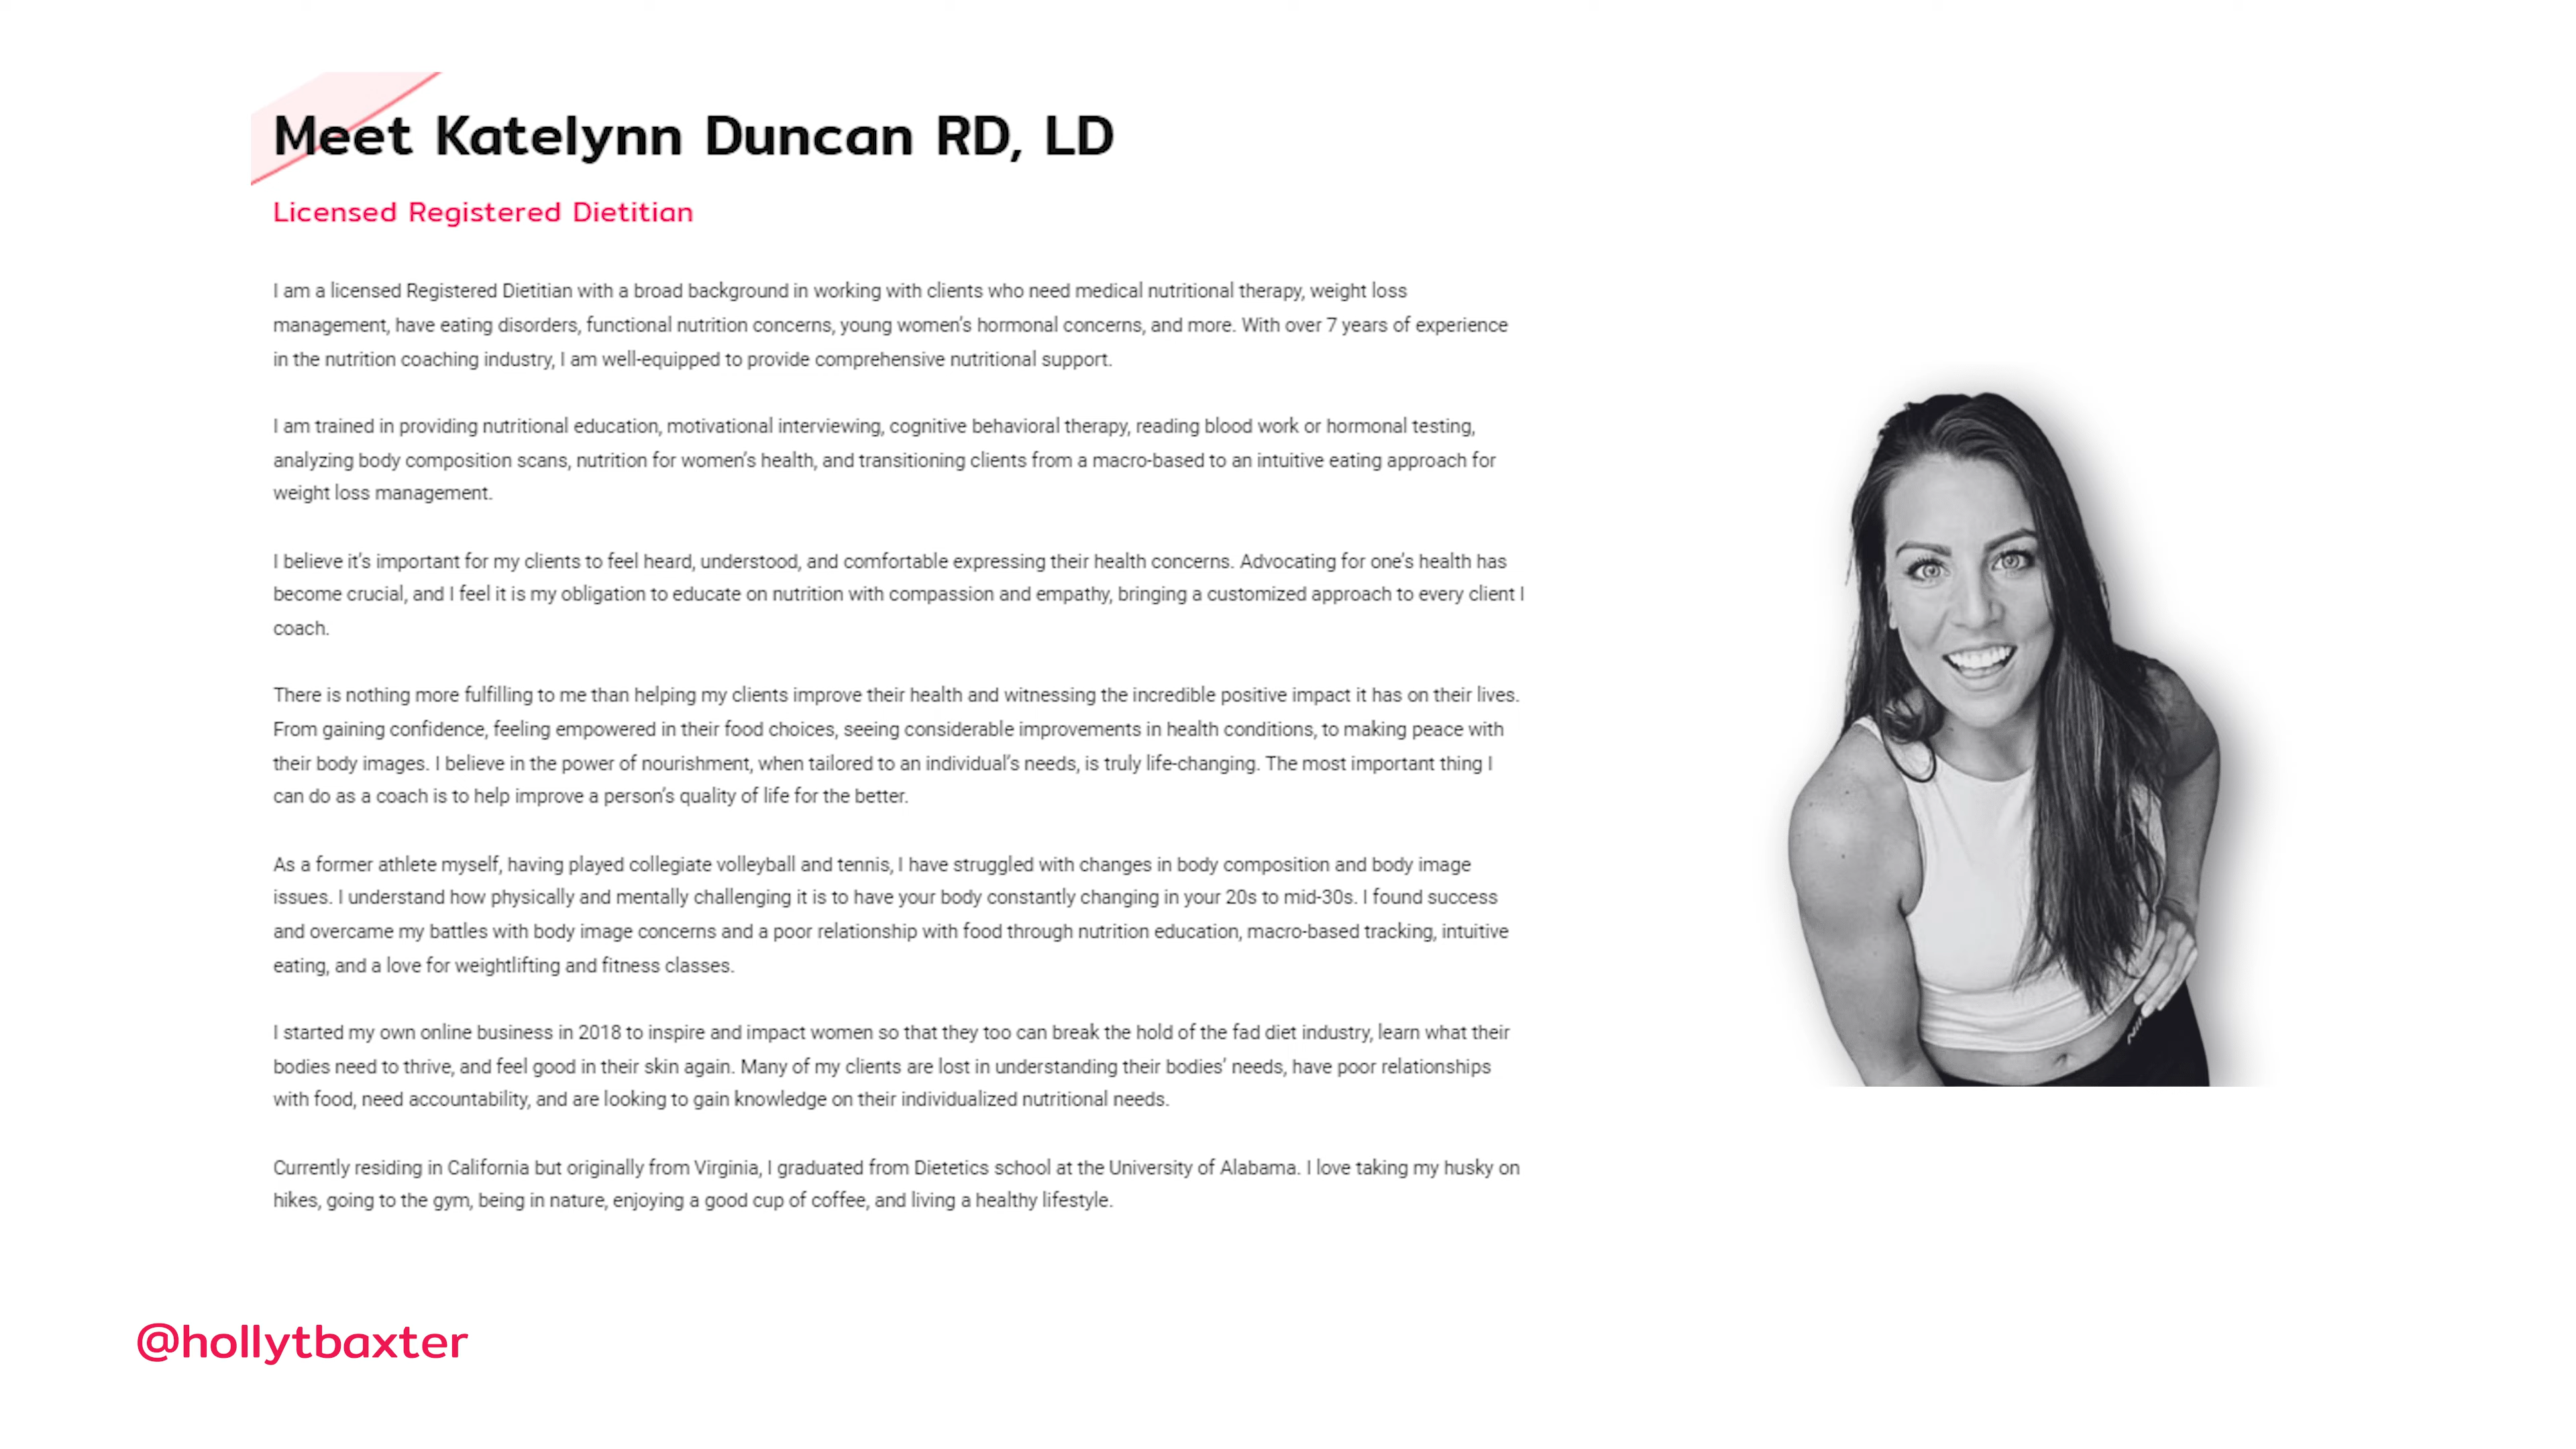 Meet Katelynn Duncan RD, LD
Licensed Registered Dietitian
I am a licensed Registered Dietitian with a broad background in working with clients who need medical nutritional therapy, weight loss
management, have eating disorders, functional nutrition concerns, young women's hormonal concerns, and more. With over 7 years of experience
in the nutrition coaching industry, I am well-equipped to provide comprehensive nutritional support.
I am trained in providing nutritional education, motivational interviewing, cognitive behavioral therapy, reading blood work or hormonal testing,
analyzing body composition scans, nutrition for women's health, and transitioning clients from a macro-based to an intuitive eating approach for
weight loss management.
I believe it's important for my clients to feel heard, understood, and comfortable expressing their health concerns. Advocating for one's health has
become crucial, and I feel it is my obligation to educate on nutrition with compassion and empathy, bringing a customized approach to every client I
coach.
There is nothing more fulfilling to me than helping my clients improve their health and witnessing the incredible positive impact it has on their lives.
From gaining confidence, feeling empowered in their food choices, seeing considerable improvements in health conditions, to making peace with
their body images. I believe in the power of nourishment, when tailored to an individual's needs, is truly life-changing. The most important thing I
can do as a coach is to help improve a person's quality of life for the better.
As a former athlete myself, having played collegiate volleyball and tennis, I have struggled with changes in body composition and body image
issues. I understand how physically and mentally challenging it is to have your body constantly changing in your 20s to mid-30s. I found success
and overcame my battles with body image concerns and a poor relationship with food through nutrition education, macro-based tracking, intuitive
eating, and a love for weightlifting and fitness classes.
I started my own online business in 2018 to inspire and impact women so that they too can break the hold of the fad diet industry, learn what their
bodies need to thrive, and feel good in their skin again. Many of my clients are lost in understanding their bodies' needs, have poor relationships
with food, need accountability, and are looking to gain knowledge on their individualized nutritional needs.
Currently residing in California but originally from Virginia, I graduated from Dietetics school at the University of Alabama. I love taking my husky on
hikes, going to the gym, being in nature, enjoying a good cup of coffee, and living a healthy lifestyle.
@hollytbaxter